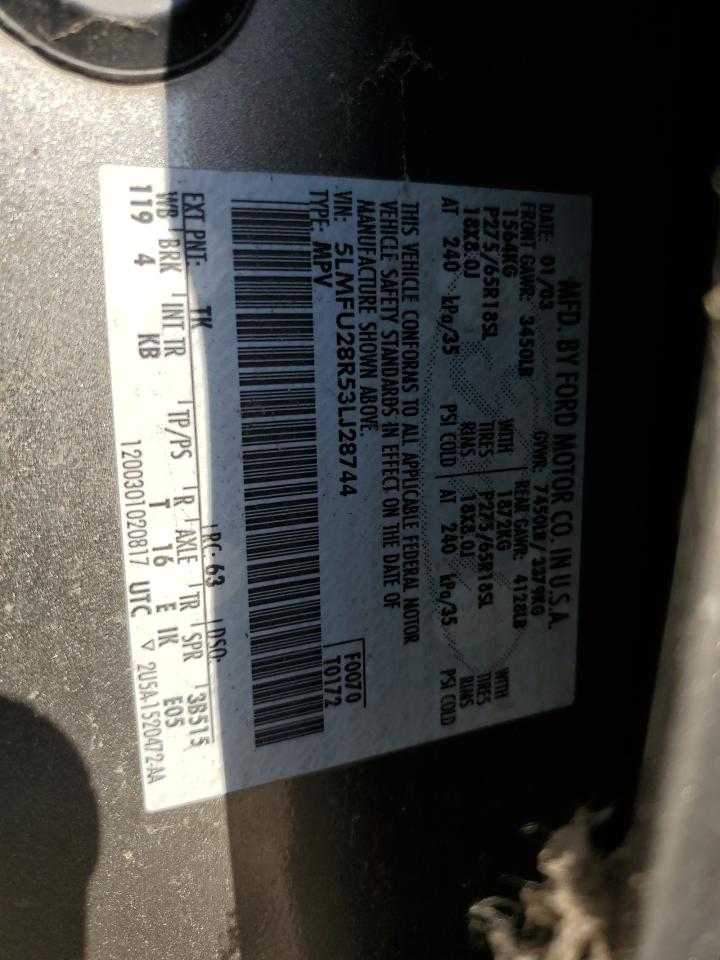 MFD. BY FORD MOTOR CO. IN U.S.A.
DATE: 01/03 GVWR: 7450LB/ 3379KG
FRONT GAWR: 3450LB REAR GAWR: 4128LB
1564KG WITH 1872KG WITH
P275/65R18SL TIRES P275/65R18SL TIRES
18X8.0J RINS 18X8.0J RINS
AT 240 kPa/35 PSI COLD AT 240 kPa/35 PSI COLD
THIS VEHICLE CONFORMS TO ALL APPLICABLE FEDERAL MOTOR
VEHICLE SAFETY STANDARDS IN EFFECT ON THE DATE OF
MANUFACTURE SHOWN ABOVE.
VIN: 5LMFU28R53LJ28744 F0070
TYPE: MPV T0172
EXT PNT: TK RC: 63 DSO:
WB BRK INT TR TP/PS R AXLE TR SPR 3B515
119 4 KB T 16 E IK E05
1200301020817 UTC ▽ 2U5A-1520472-AA